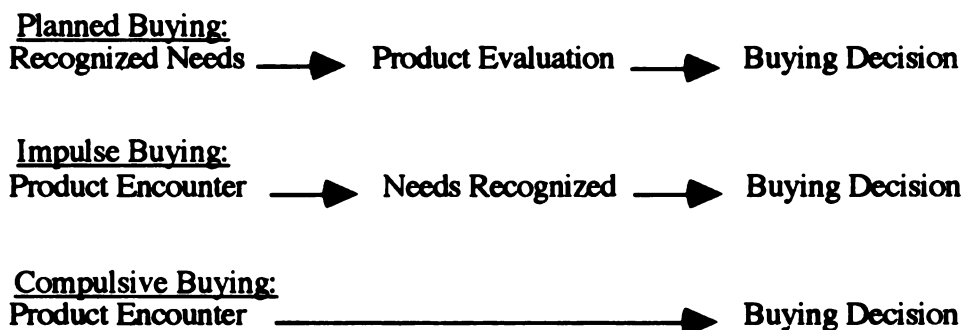 Planned Buying:
Recognized Needs Product Evaluation Buying Decision
Impulse Buying:
Product Encounter Needs Recognized Buying Decision
Compulsive Buying:
Product Encounter Buying Decision